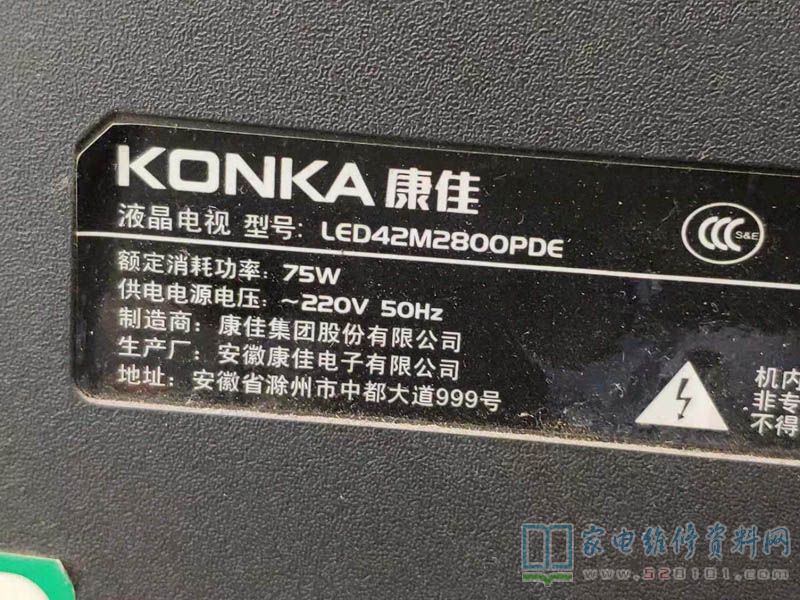 KONKA 康佳
液晶电视 型号: LED42M2800PDE
CCC S&E
额定消耗功率: 75W
供电电源电压: ~220V 50Hz
制造商: 康佳集团股份有限公司
生产厂: 安徽康佳电子有限公司
地址: 安徽省滁州市中都大道999号
机内
非专
不得
家电维修资料网
www.520101.com